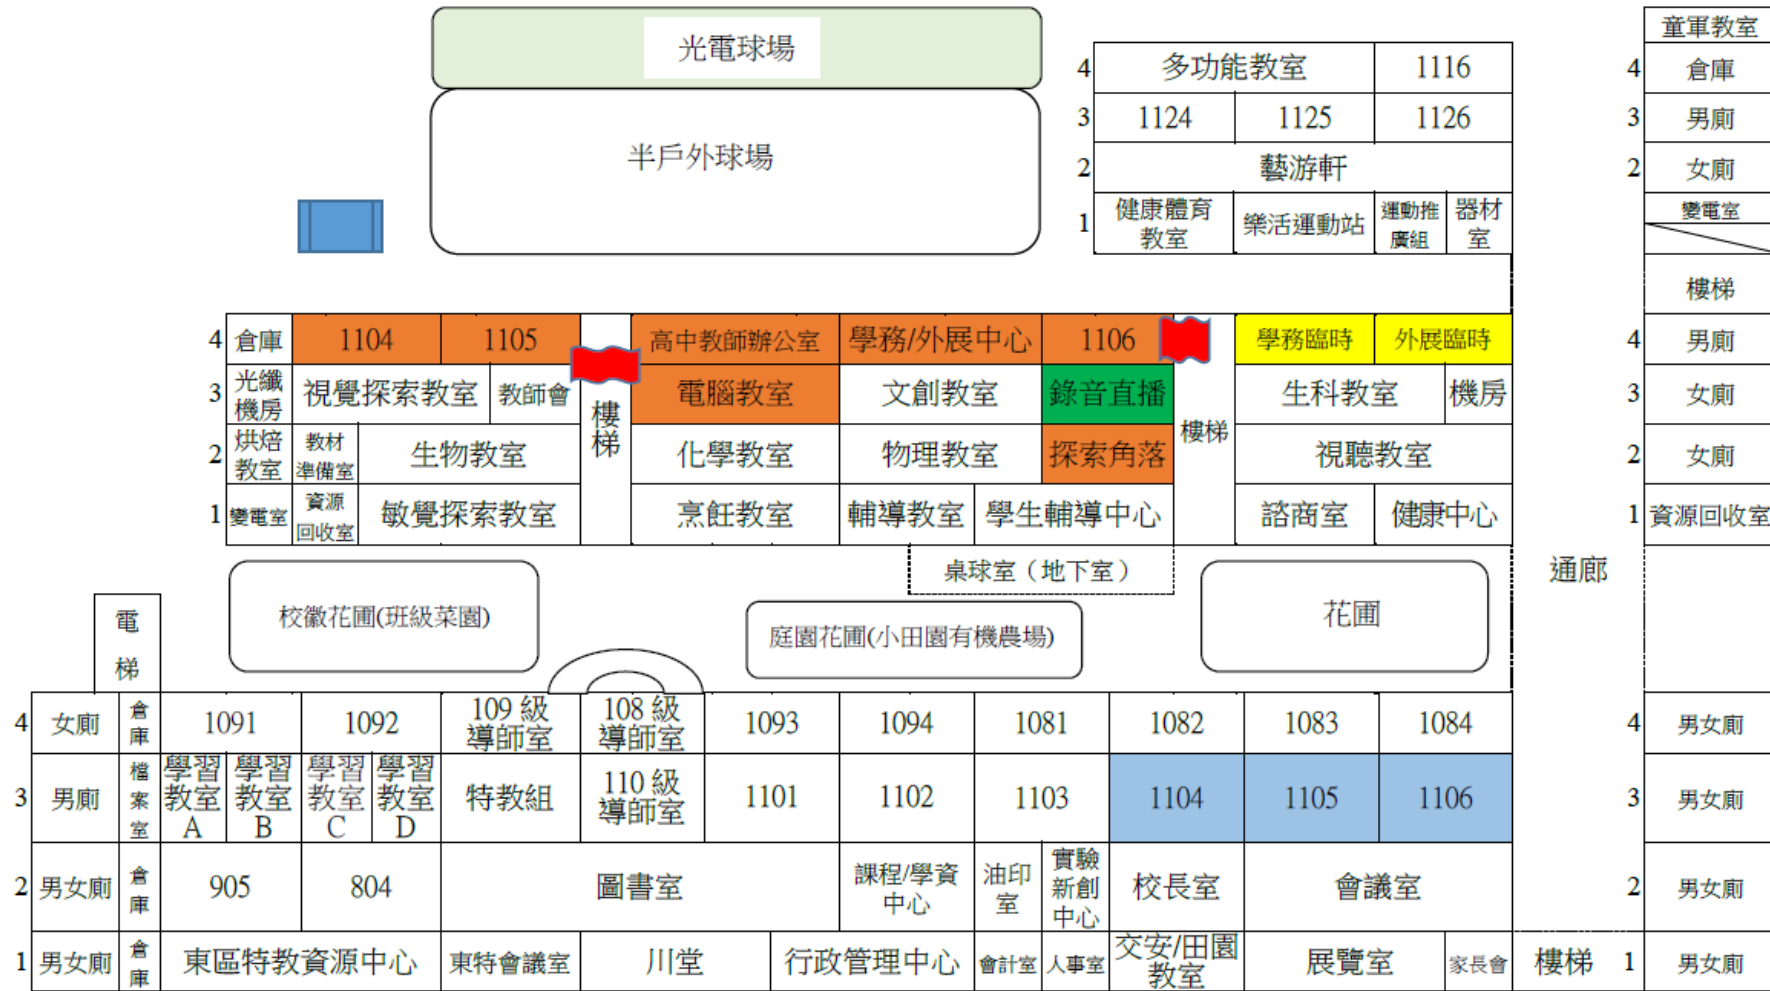 光電球場
半戶外球場
4 多功能教室 1116
3 1124 1125 1126
2 藝游軒
1 健康體育
教室 樂活運動站 運動推
廣組 器材
室
童軍教室
4 倉庫
3 男廁
2 女廁
變電室
樓梯
4 倉庫 1104 1105 高中教師辦公室 學務/外展中心 1106 學務臨時 外展臨時 4 男廁
3 光纖
機房 視覺探索教室 教師會 樓梯 電腦教室 文創教室 錄音直播 樓梯 生科教室 機房 3 女廁
2 烘焙
教室 教材
準備室 生物教室 化學教室 物理教室 探索角落 視聽教室 2 女廁
1 變電室 資源
回收室 敏覺探索教室 烹飪教室 輔導教室 學生輔導中心 諮商室 健康中心 1 資源回收室
桌球室（地下室）
通廊
電
梯
校徽花圃(班級菜園)
庭園花圃(小田園有機農場)
花圃
4 女廁 倉
庫 1091 1092 109 級
導師室 108 級
導師室 1093 1094 1081 1082 1083 1084 4 男女廁
3 男廁 檔
案
室 學習
教室
A 學習
教室
B 學習
教室
C 學習
教室
D 特教組 110 級
導師室 1101 1102 1103 1104 1105 1106 3 男女廁
2 男女廁 倉
庫 905 804 圖書室 課程/學資
中心 油印
室 實驗
新創
中心 校長室 會議室 2 男女廁
1 男女廁 倉
庫 東區特教資源中心 東特會議室 川堂 行政管理中心 會計室 人事室 交安/田園
教室 展覽室 家長會 樓梯 1 男女廁